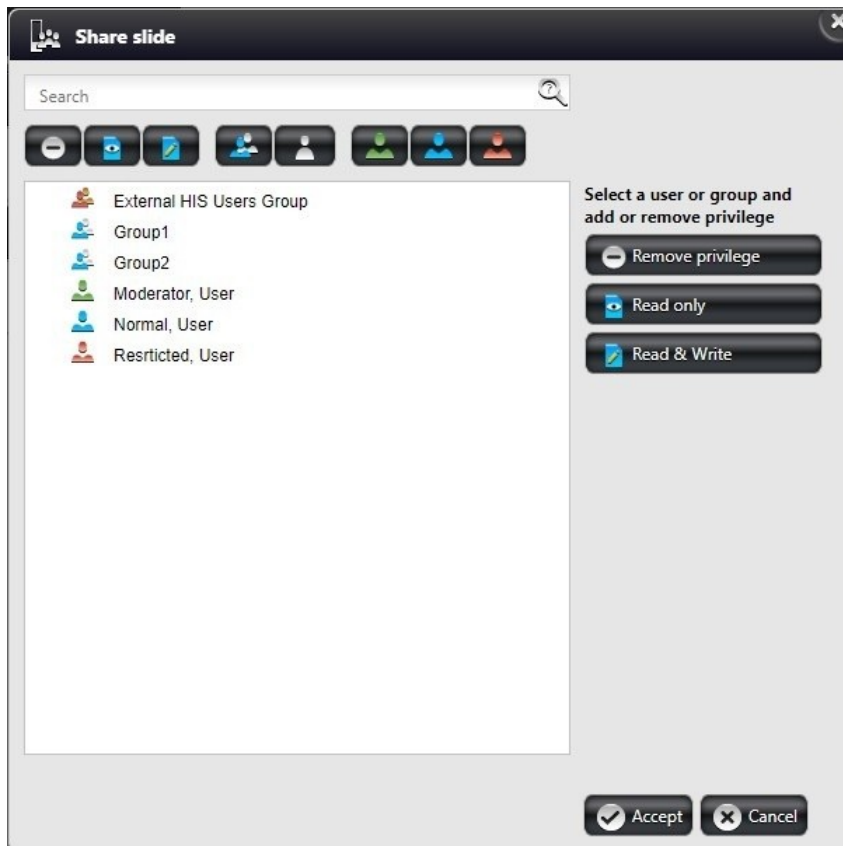 Share slide
Search
External HIS Users Group
Group1
Group2
Moderator, User
Normal, User
Resrticted, User
Select a user or group and
add or remove privilege
Remove privilege
Read only
Read & Write
Accept
Cancel